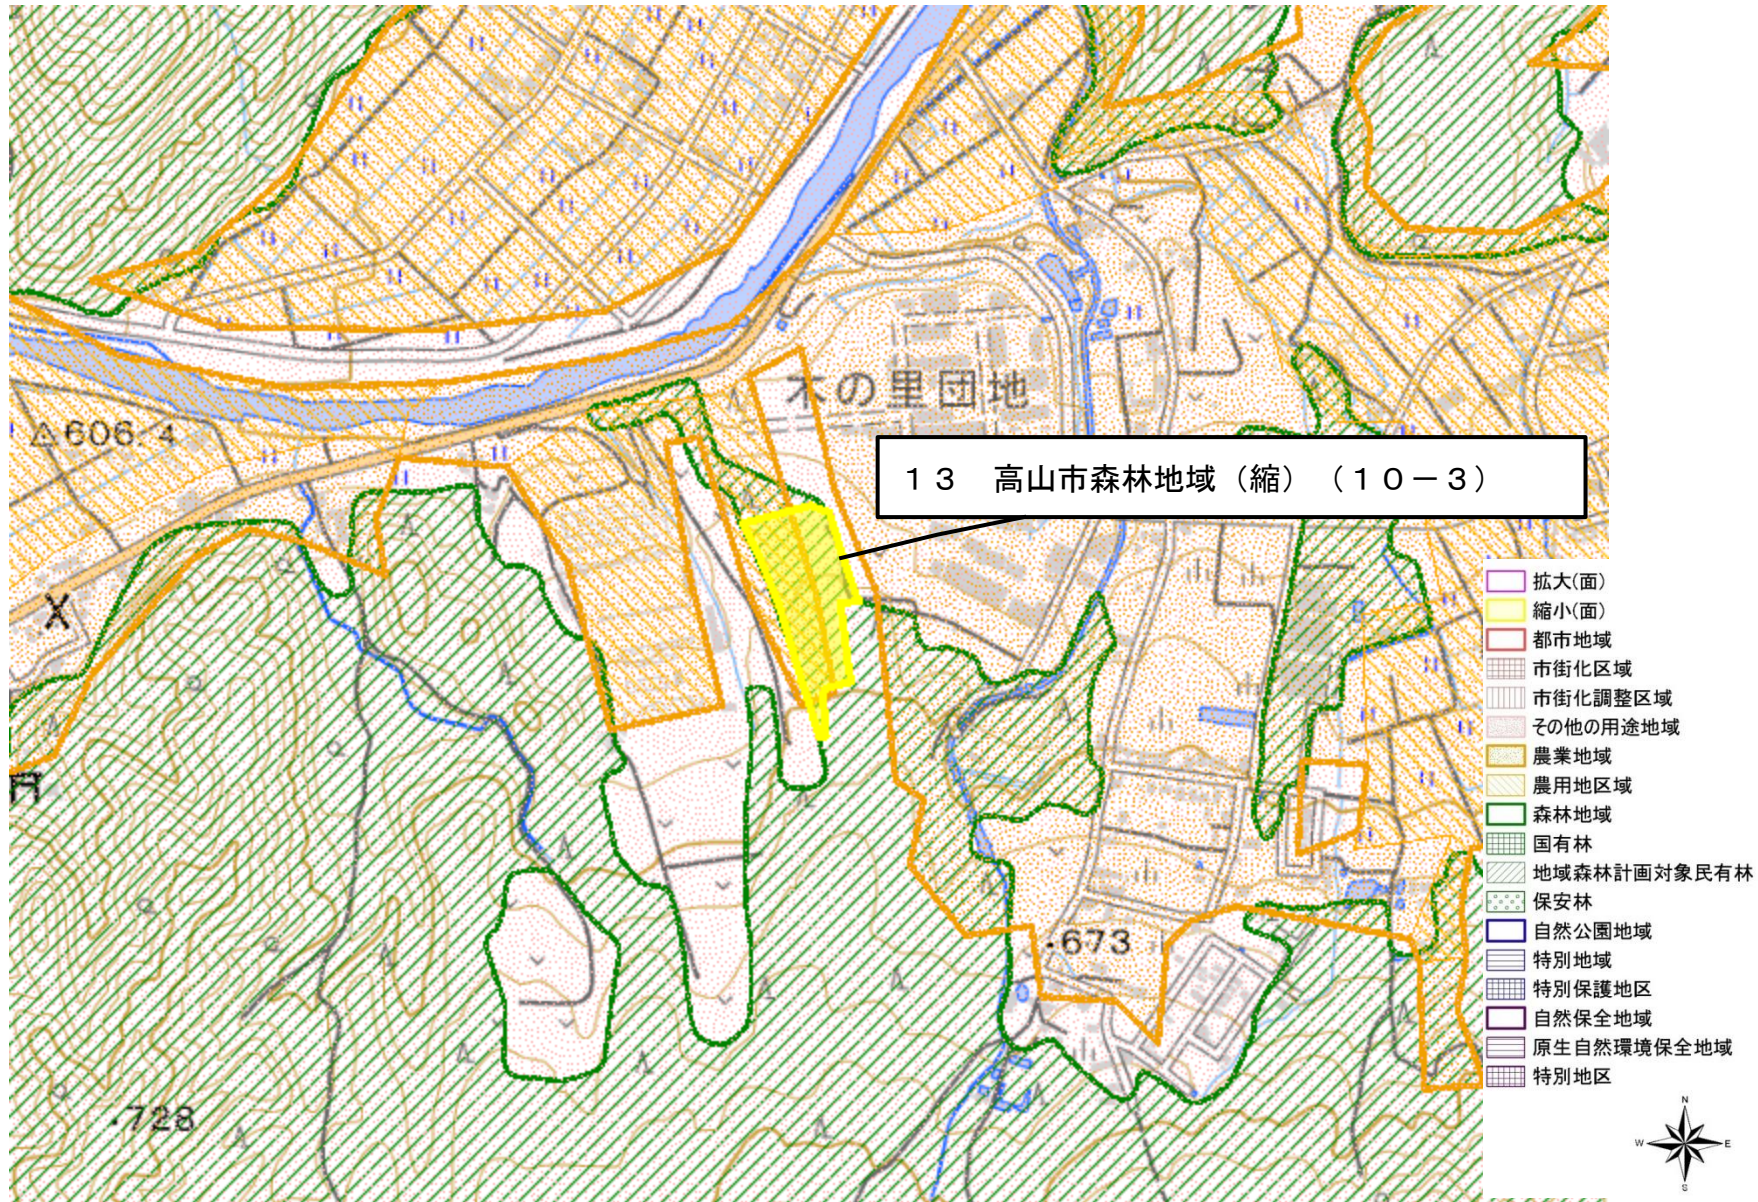 木の里団地
△606.4
13 高山市森林地域(縮)(10-3)
拡大(面)
縮小(面)
都市地域
市街化区域
市街化調整区域
その他の用途地域
農業地域
農用地区域
森林地域
国有林
地域森林計画対象民有林
保安林
自然公園地域
特別地域
特別保護地区
自然保全地域
原生自然環境保全地域
特別地区
・673
・728
N
W E
S